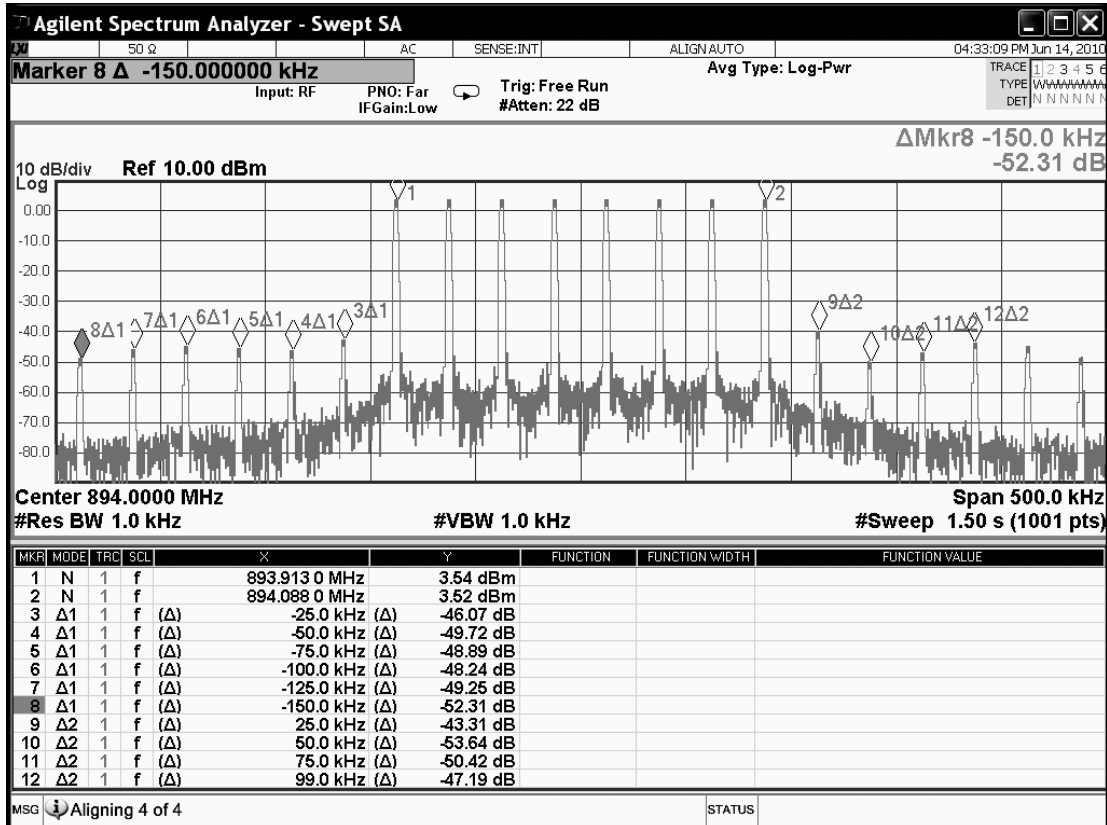 Agilent Spectrum Analyzer - Swept SA
LXI 50 Ω AC SENSE:INT ALIGNAUTO 04:33:09 PM Jun 14, 2010
Marker 8 Δ -150.000000 kHz
Input: RF PNO: Far IFGain:Low
Trig: Free Run
#Atten: 22 dB
Avg Type: Log-Pwr
TRACE 1 2 3 4 5 6
TYPE
DET N N N N N N
ΔMkr8 -150.0 kHz
-52.31 dB
10 dB/div Ref 10.00 dBm
Log
0.00
-10.0
-20.0
-30.0
-40.0
-50.0
-60.0
-70.0
-80.0
8Δ1 7Δ1 6Δ1 5Δ1 4Δ1 3Δ1 1 2 9Δ2 10Δ2 11Δ2 12Δ2
Center 894.0000 MHz Span 500.0 kHz
#Res BW 1.0 kHz #VBW 1.0 kHz #Sweep 1.50 s (1001 pts)
MKR MODE TRC SCL X Y FUNCTION FUNCTION WIDTH FUNCTION VALUE
1 N 1 f 893.913 0 MHz 3.54 dBm
2 N 1 f 894.088 0 MHz 3.52 dBm
3 Δ1 1 f (Δ) -25.0 kHz (Δ) -46.07 dB
4 Δ1 1 f (Δ) -50.0 kHz (Δ) -49.72 dB
5 Δ1 1 f (Δ) -75.0 kHz (Δ) -48.89 dB
6 Δ1 1 f (Δ) -100.0 kHz (Δ) -48.24 dB
7 Δ1 1 f (Δ) -125.0 kHz (Δ) -49.25 dB
8 Δ1 1 f (Δ) -150.0 kHz (Δ) -52.31 dB
9 Δ2 1 f (Δ) 25.0 kHz (Δ) -43.31 dB
10 Δ2 1 f (Δ) 50.0 kHz (Δ) -53.64 dB
11 Δ2 1 f (Δ) 75.0 kHz (Δ) -50.42 dB
12 Δ2 1 f (Δ) 99.0 kHz (Δ) -47.19 dB
MSG Aligning 4 of 4 STATUS